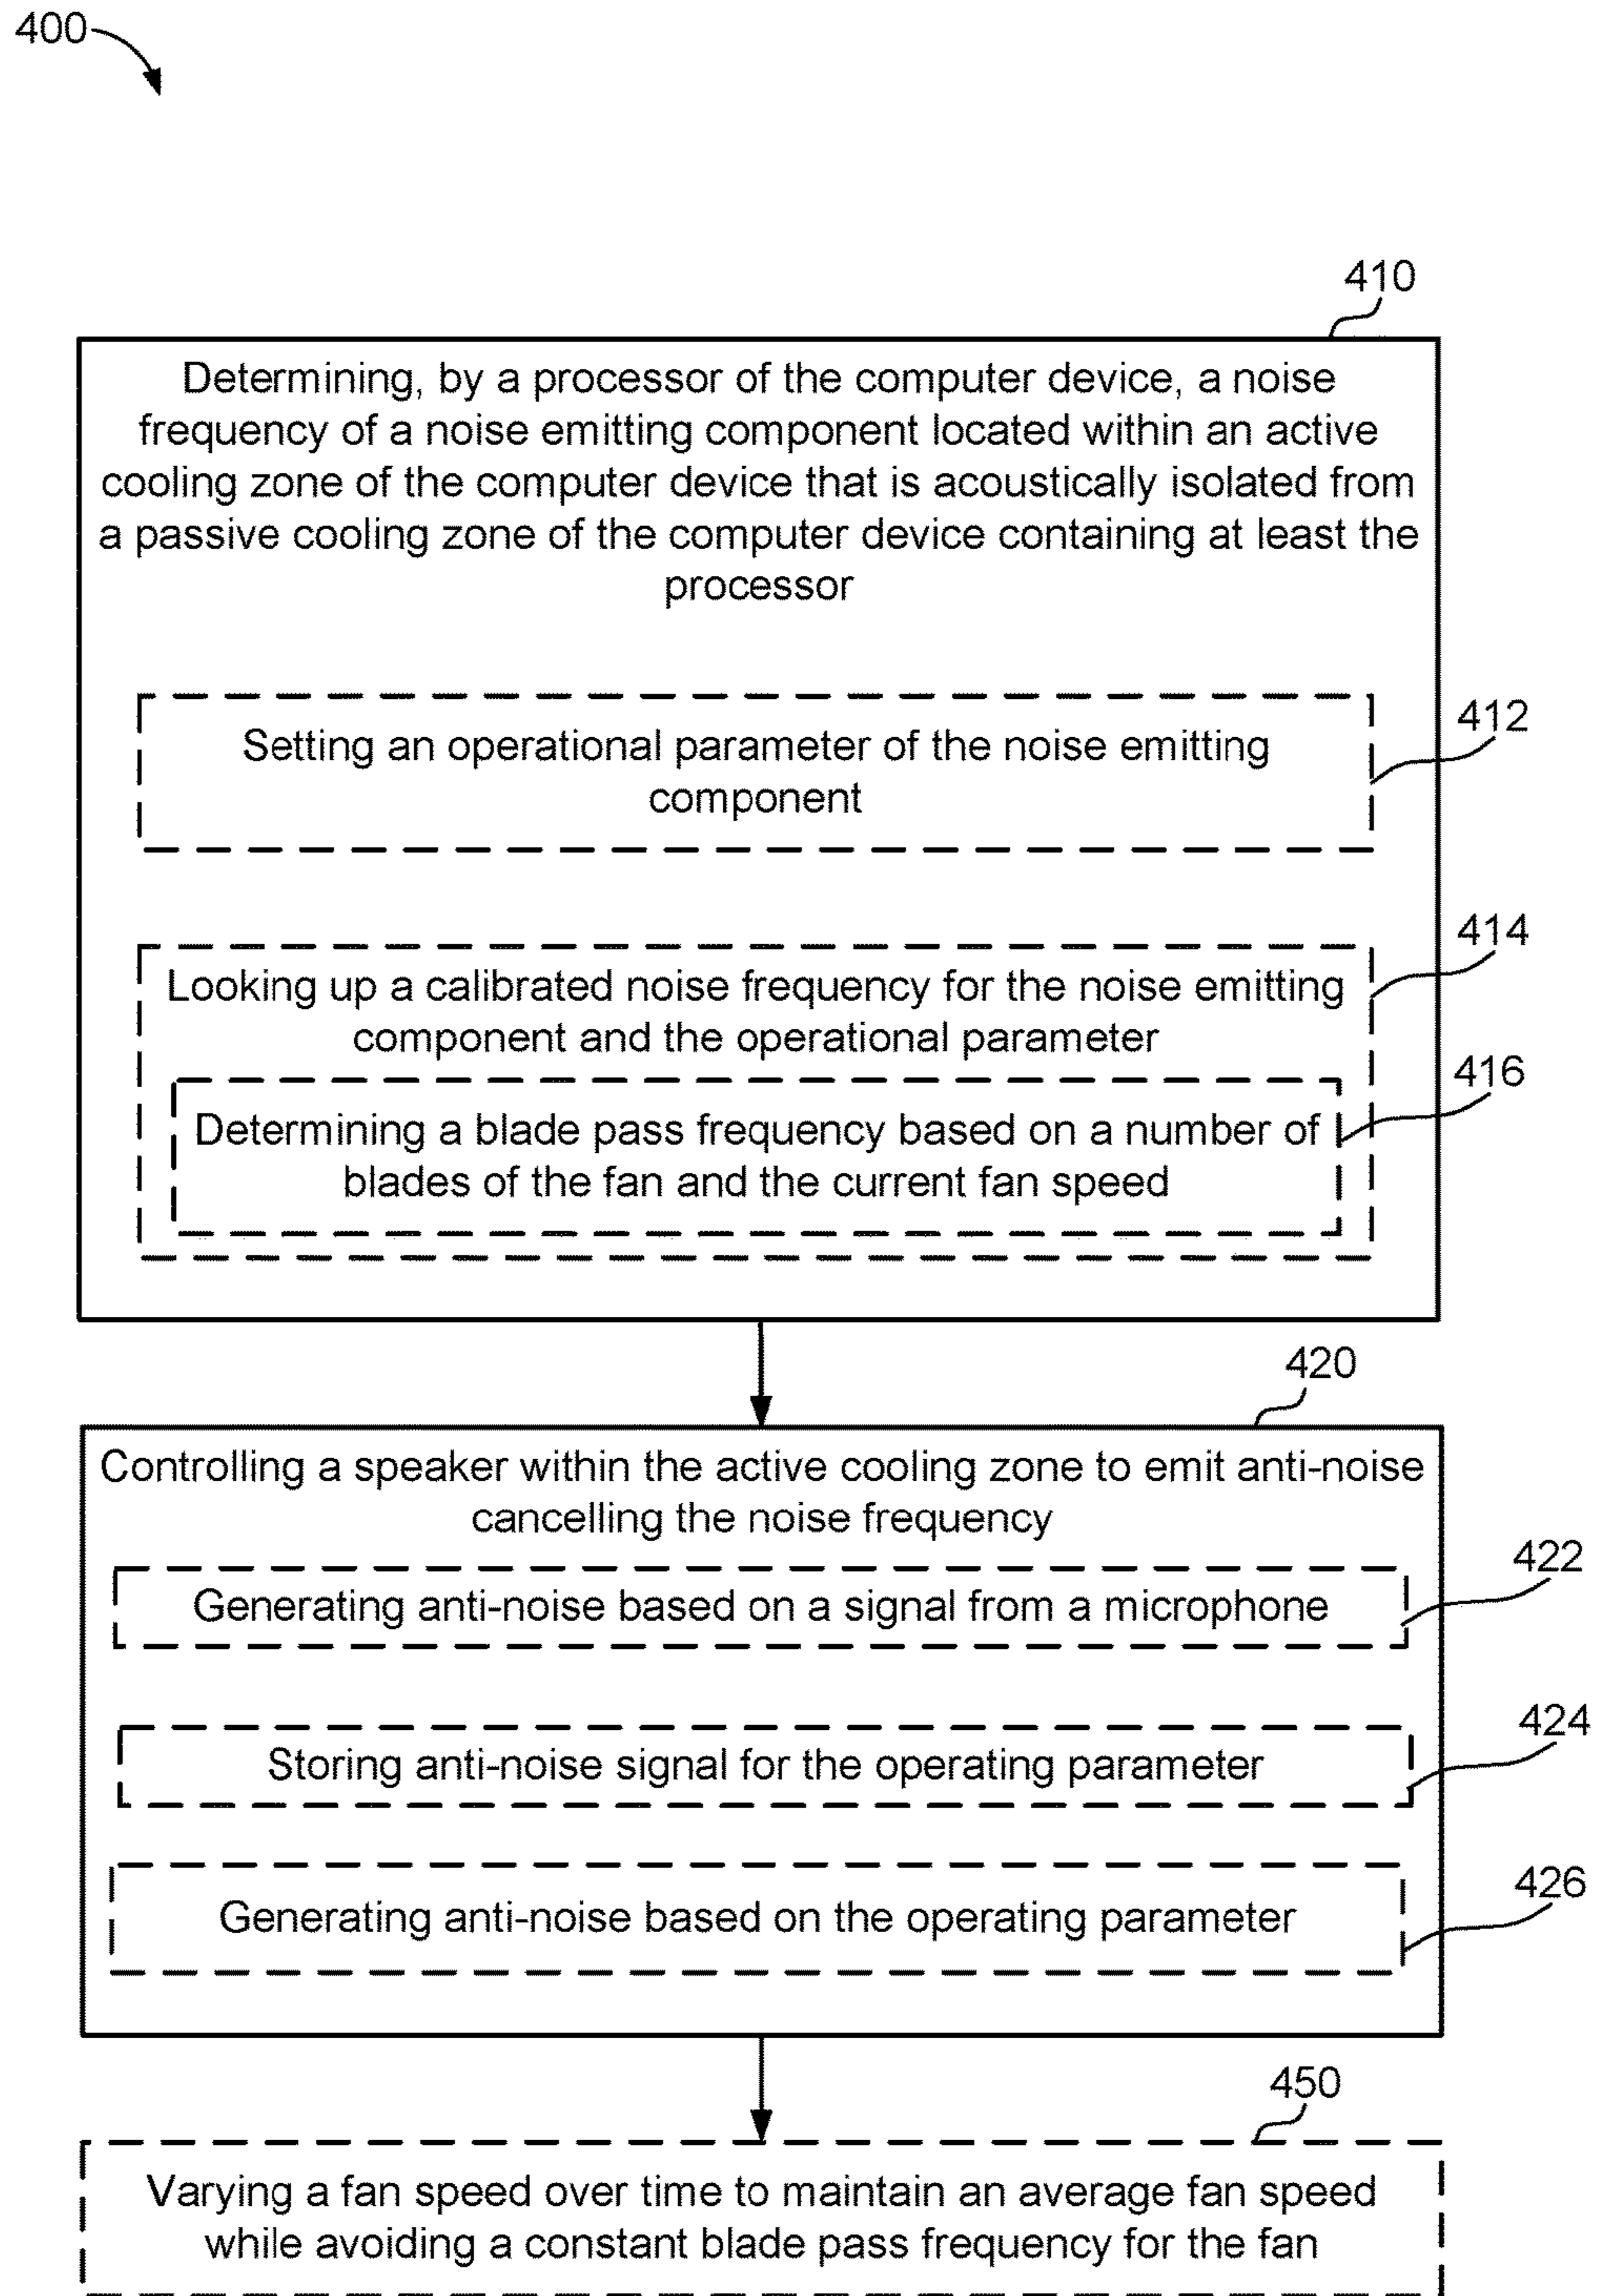 400
410
Determining, by a processor of the computer device, a noise
frequency of a noise emitting component located within an active
cooling zone of the computer device that is acoustically isolated from
a passive cooling zone of the computer device containing at least the
processor
412
Setting an operational parameter of the noise emitting
component
414
Looking up a calibrated noise frequency for the noise emitting
component and the operational parameter
416
Determining a blade pass frequency based on a number of
blades of the fan and the current fan speed
420
Controlling a speaker within the active cooling zone to emit anti-noise
cancelling the noise frequency
422
Generating anti-noise based on a signal from a microphone
424
Storing anti-noise signal for the operating parameter
426
Generating anti-noise based on the operating parameter
450
Varying a fan speed over time to maintain an average fan speed
while avoiding a constant blade pass frequency for the fan